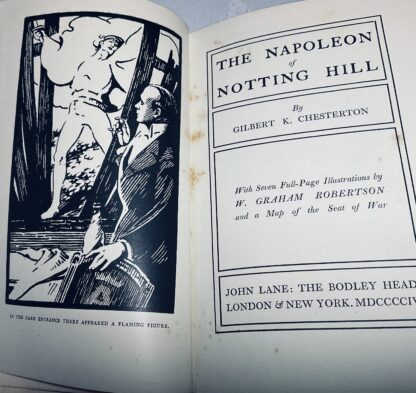 IN THE DARK ENTRANCE THERE APPEARED A FLAMING FIGURE.
THE NAPOLEON
of
NOTTING HILL
By
GILBERT K. CHESTERTON
With Seven Full-Page Illustrations by
W. GRAHAM ROBERTSON
and a Map of the Seat of War
JOHN LANE: THE BODLEY HEAD
LONDON & NEW YORK. MDCCCCIV